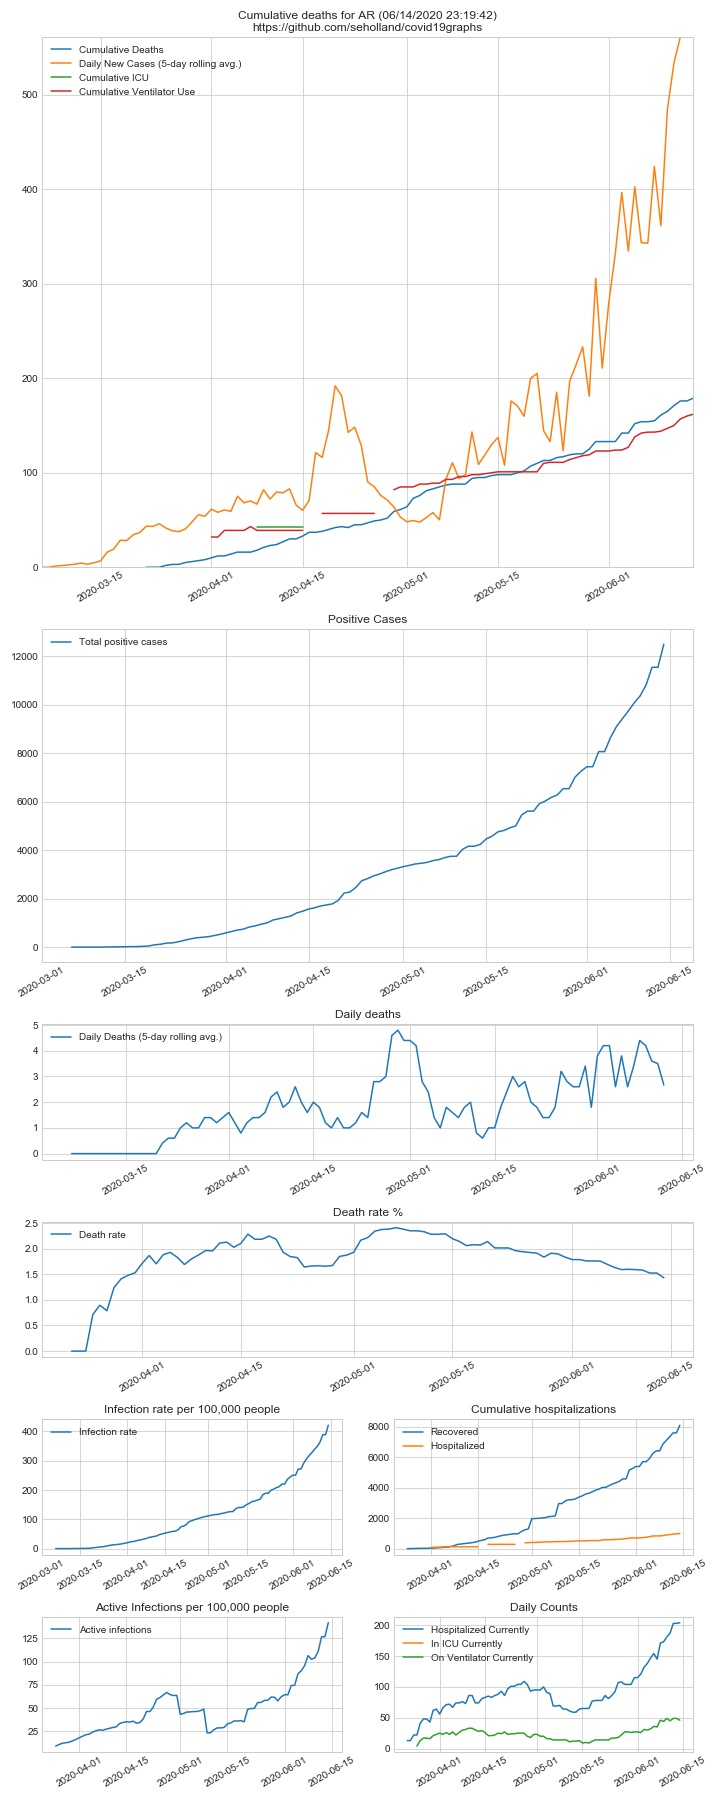 Cumulative deaths for AR (06/14/2020 23:19:42)
https://github.com/seholland/covid19graphs
Cumulative Deaths
Daily New Cases (5-day rolling avg.)
Cumulative ICU
Cumulative Ventilator Use
500
400
300
200
100
0
2020-03-15 2020-04-01 2020-04-15 2020-05-01 2020-05-15 2020-06-01
Positive Cases
Total positive cases
12000
10000
8000
6000
4000
2000
0
2020-03-01 2020-03-15 2020-04-01 2020-04-15 2020-05-01 2020-05-15 2020-06-01 2020-06-15
Daily deaths
Daily Deaths (5-day rolling avg.)
5
4
3
2
1
0
2020-03-15 2020-04-01 2020-04-15 2020-05-01 2020-05-15 2020-06-01 2020-06-15
Death rate %
Death rate
2.5
2.0
1.5
1.0
0.5
0.0
2020-04-01 2020-04-15 2020-05-01 2020-05-15 2020-06-01 2020-06-15
Infection rate per 100,000 people
Infection rate
400
300
200
100
0
2020-03-01 2020-03-15 2020-04-01 2020-04-15 2020-05-01 2020-05-15 2020-06-01 2020-06-15
Cumulative hospitalizations
Recovered
Hospitalized
8000
6000
4000
2000
0
2020-04-01 2020-04-15 2020-05-01 2020-05-15 2020-06-01 2020-06-15
Active Infections per 100,000 people
Active infections
125
100
75
50
25
2020-04-01 2020-04-15 2020-05-01 2020-05-15 2020-06-01 2020-06-15
Daily Counts
Hospitalized Currently
In ICU Currently
On Ventilator Currently
200
150
100
50
0
2020-04-01 2020-04-15 2020-05-01 2020-05-15 2020-06-01 2020-06-15